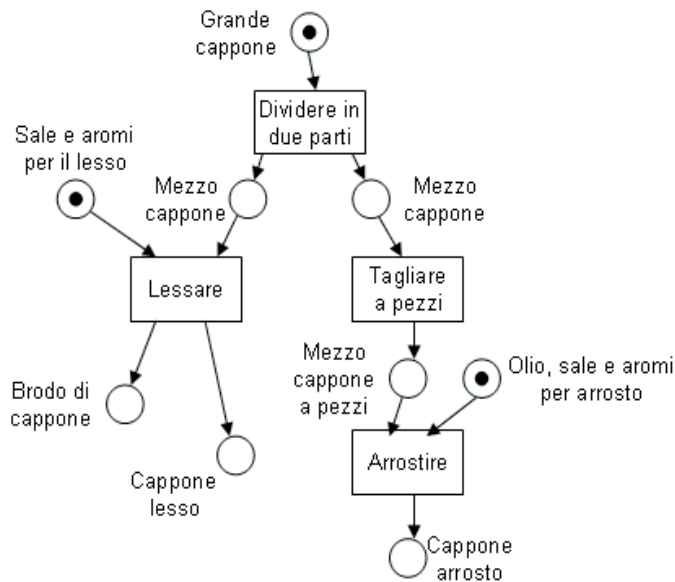 Grande
cappone
Dividere in
due parti
Sale e aromi
per il lesso
Mezzo
cappone
Mezzo
cappone
Lessare
Tagliare
a pezzi
Mezzo
cappone
a pezzi
Olio, sale e aromi
per arrosto
Brodo di
cappone
Cappone
lesso
Arrostire
Cappone
arrosto